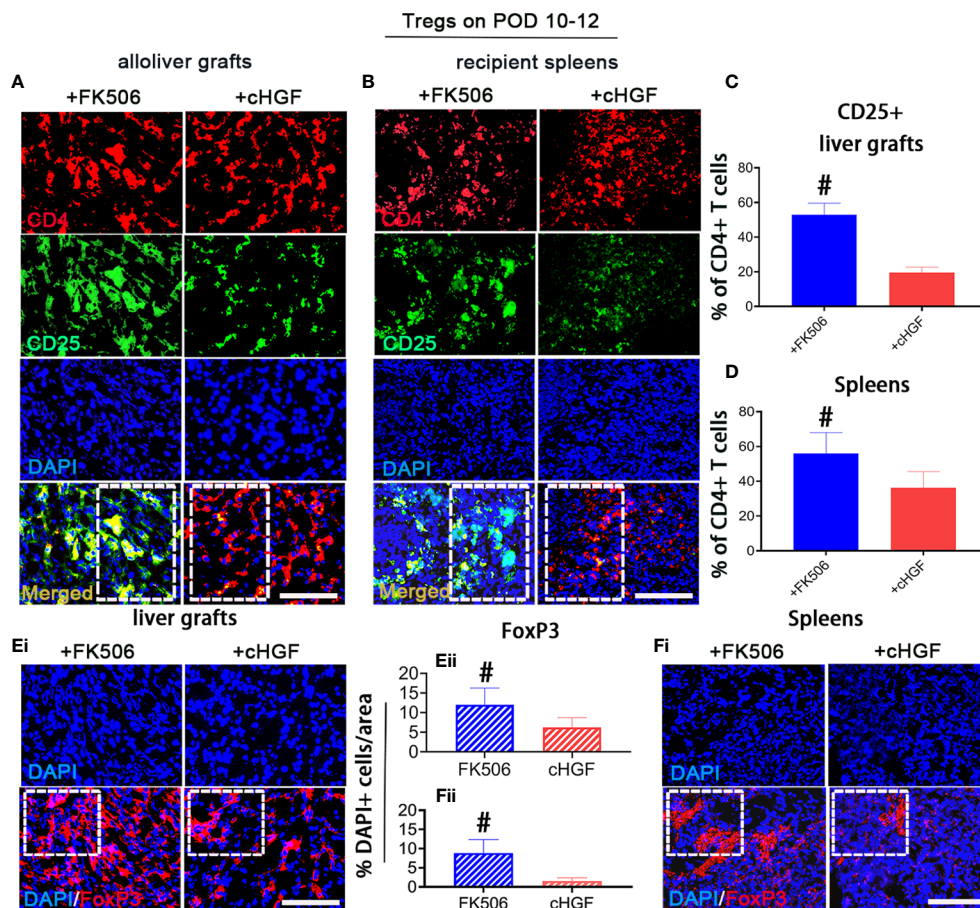 Tregs on POD 10-12
alloliver grafts
recipient spleens
A
+FK506
+cHGF
B
+FK506
+cHGF
CD4
CD25
DAPI
Merged
CD4
CD25
DAPI
Merged
C
CD25+
liver grafts
% of CD4+ T cells
80
60
40
20
0
#
+FK506
+cHGF
D
Spleens
% of CD4+ T cells
80
60
40
20
0
#
+FK506
+cHGF
liver grafts
Ei
+FK506
+cHGF
DAPI
DAPI/FoxP3
FoxP3
% DAPI+ cells/area
Eii
20
15
10
5
0
#
FK506
cHGF
Fii
20
15
10
5
0
#
FK506
cHGF
Spleens
Fi
+FK506
+cHGF
DAPI
DAPI/FoxP3